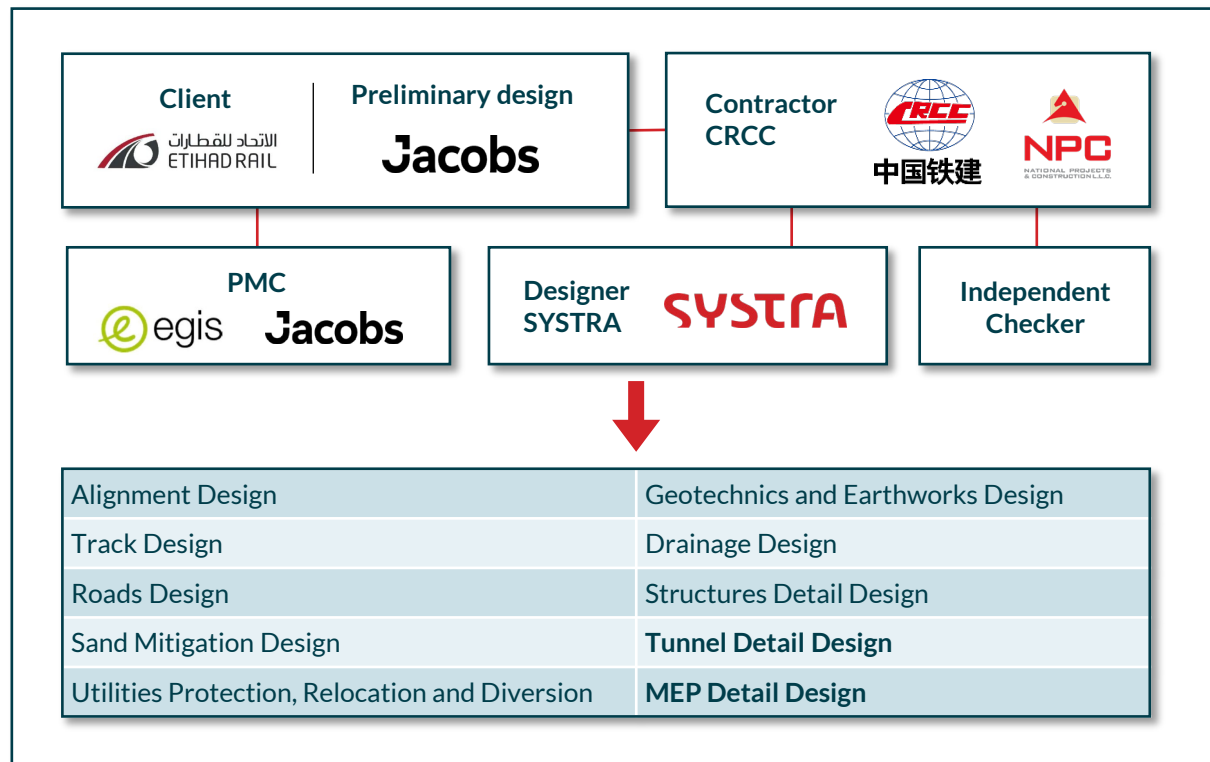 Client
الاتحاد للقطارات
ETIHAD RAIL
Preliminary design
Jacobs
Contractor
CRCC
CRCC
中国铁建
NPC
NATIONAL PROJECTS
& CONSTRUCTION L.L.C.
PMC
egis
Jacobs
Designer
SYSTRA
SYSTRA
Independent
Checker
Alignment Design
Geotechnics and Earthworks Design
Track Design
Drainage Design
Roads Design
Structures Detail Design
Sand Mitigation Design
Tunnel Detail Design
Utilities Protection, Relocation and Diversion
MEP Detail Design